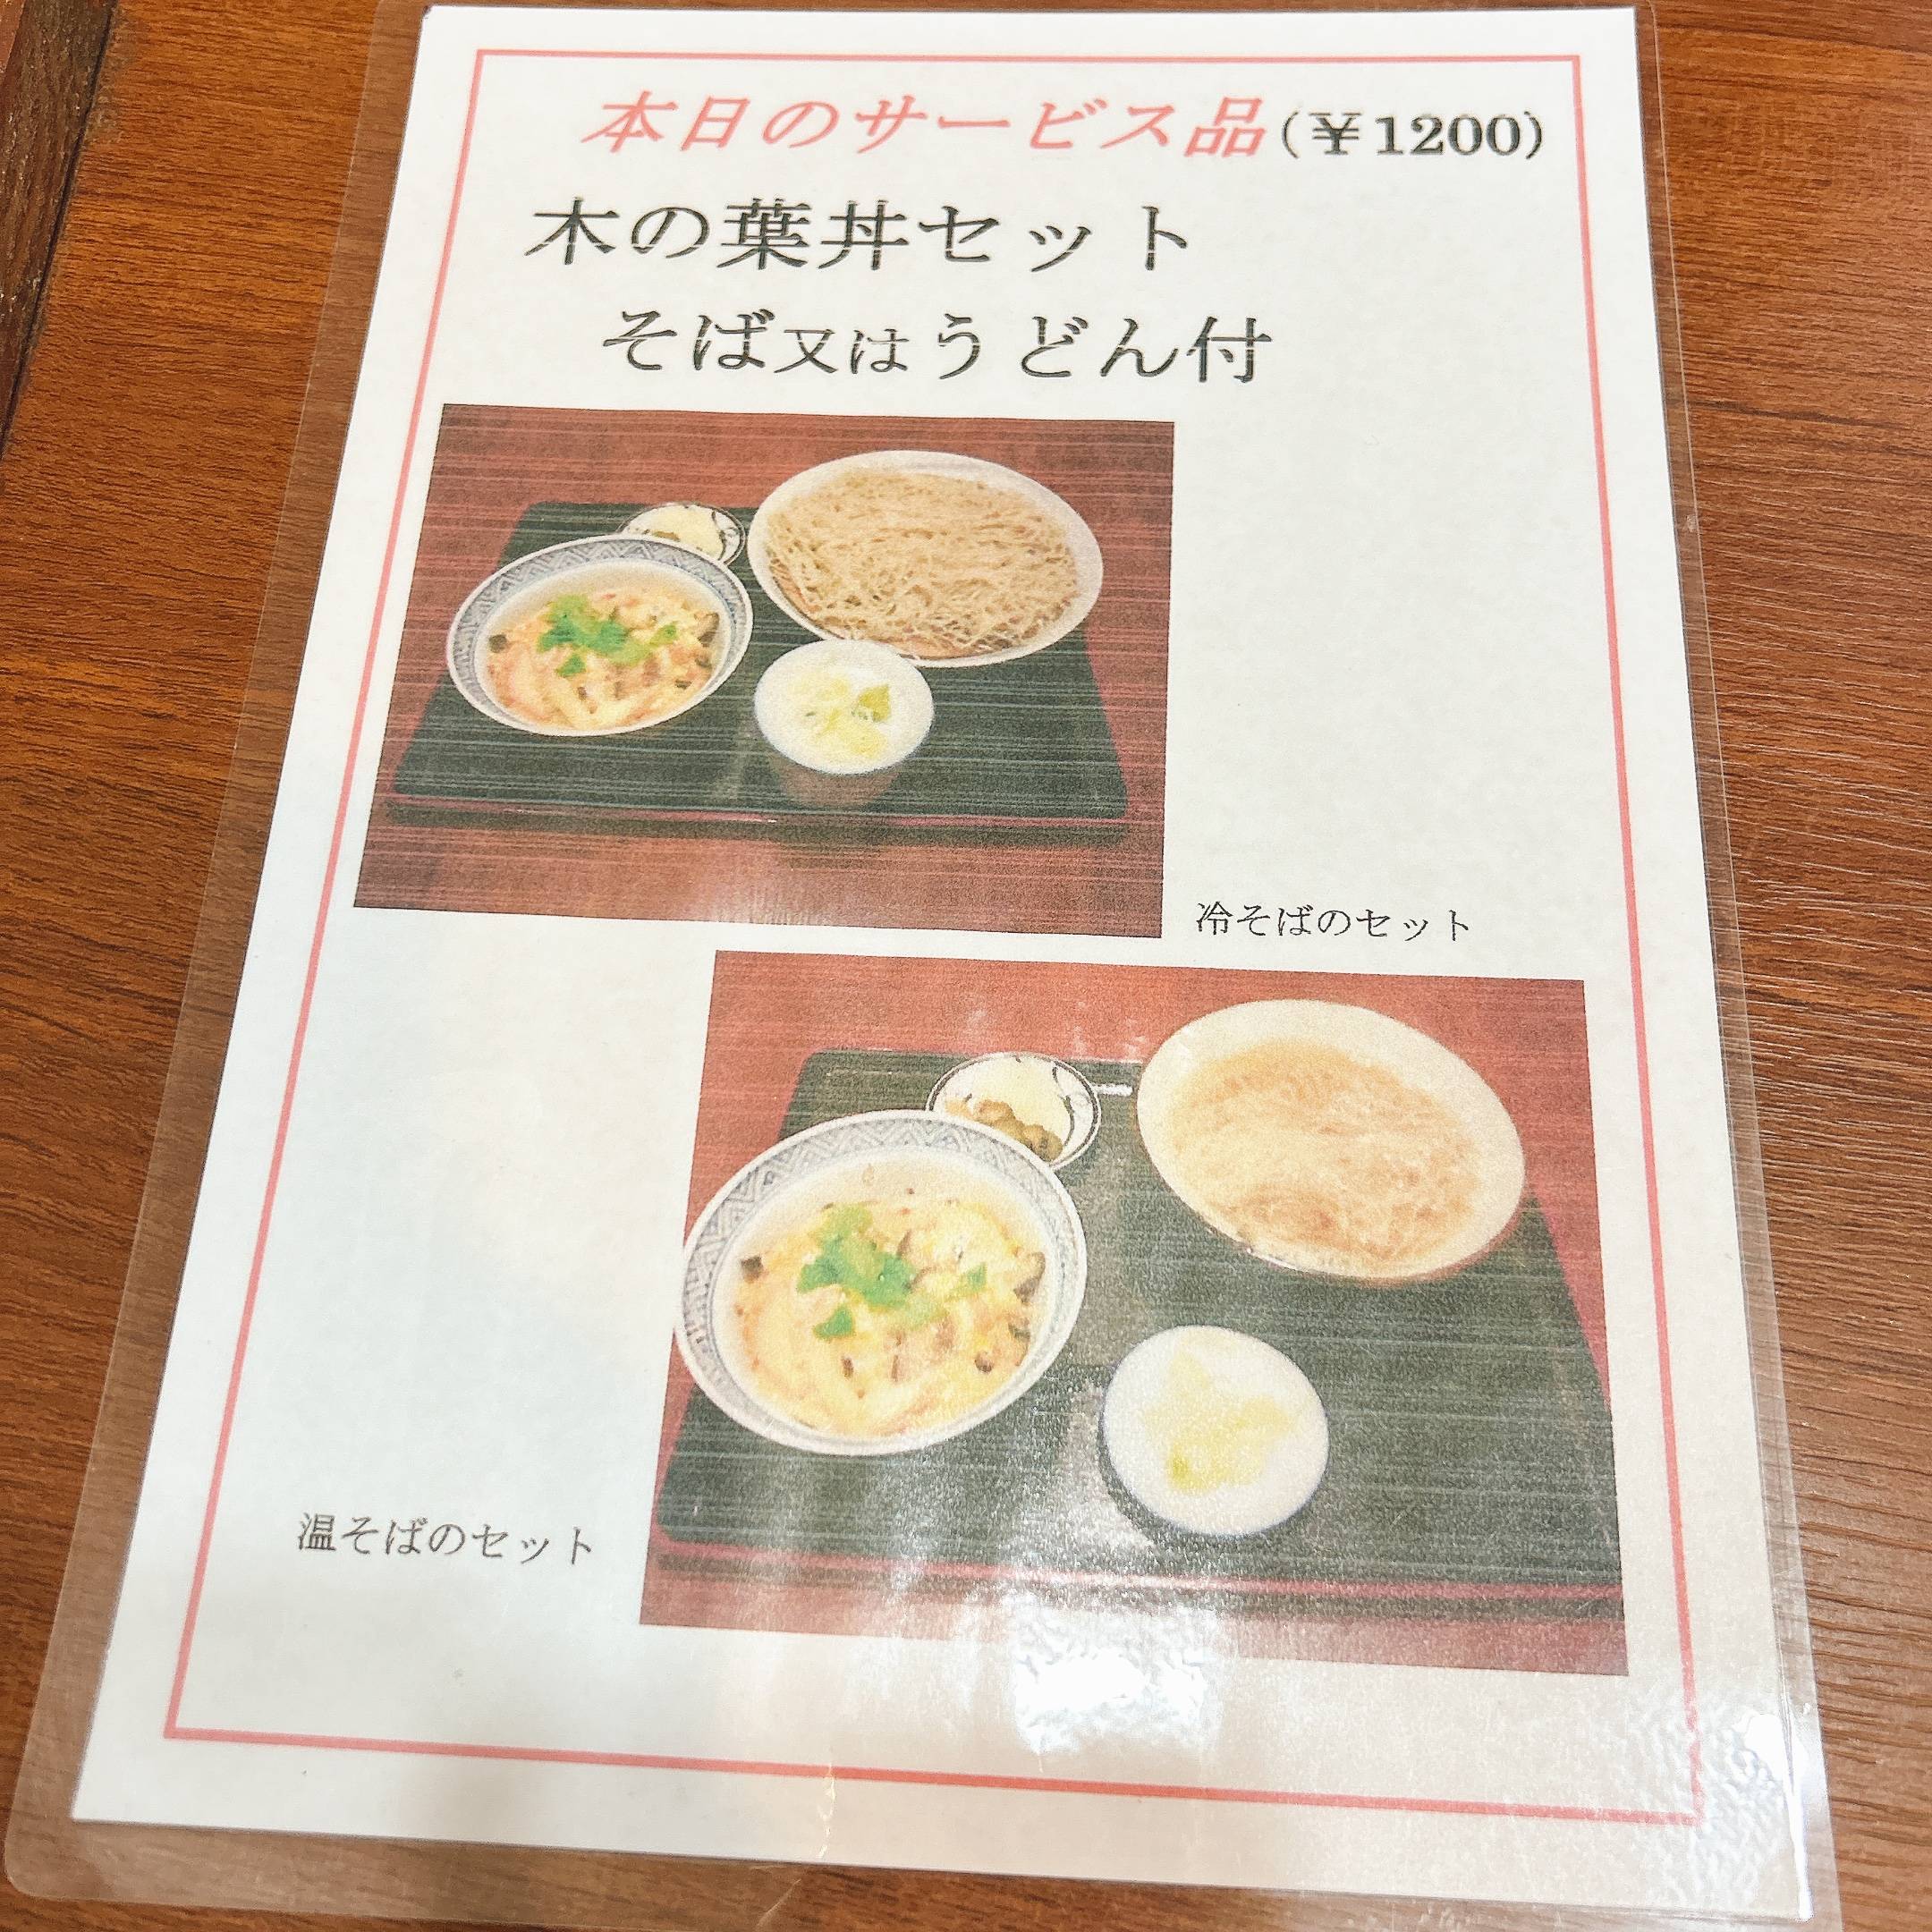 本日のサービス品(¥1200)
木の葉丼セット
そば又はうどん付
冷そばのセット
温そばのセット